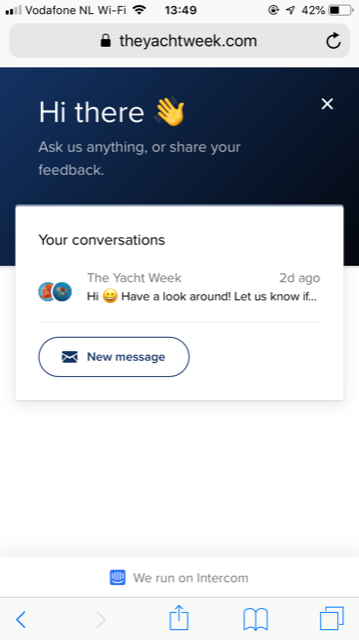 Vodafone NL Wi-Fi 13:49 42%
theyachtweek.com
Hi there 👋
Ask us anything, or share your
feedback.
Your conversations
The Yacht Week 2d ago
Hi 😀 Have a look around! Let us know if...
New message
We run on Intercom